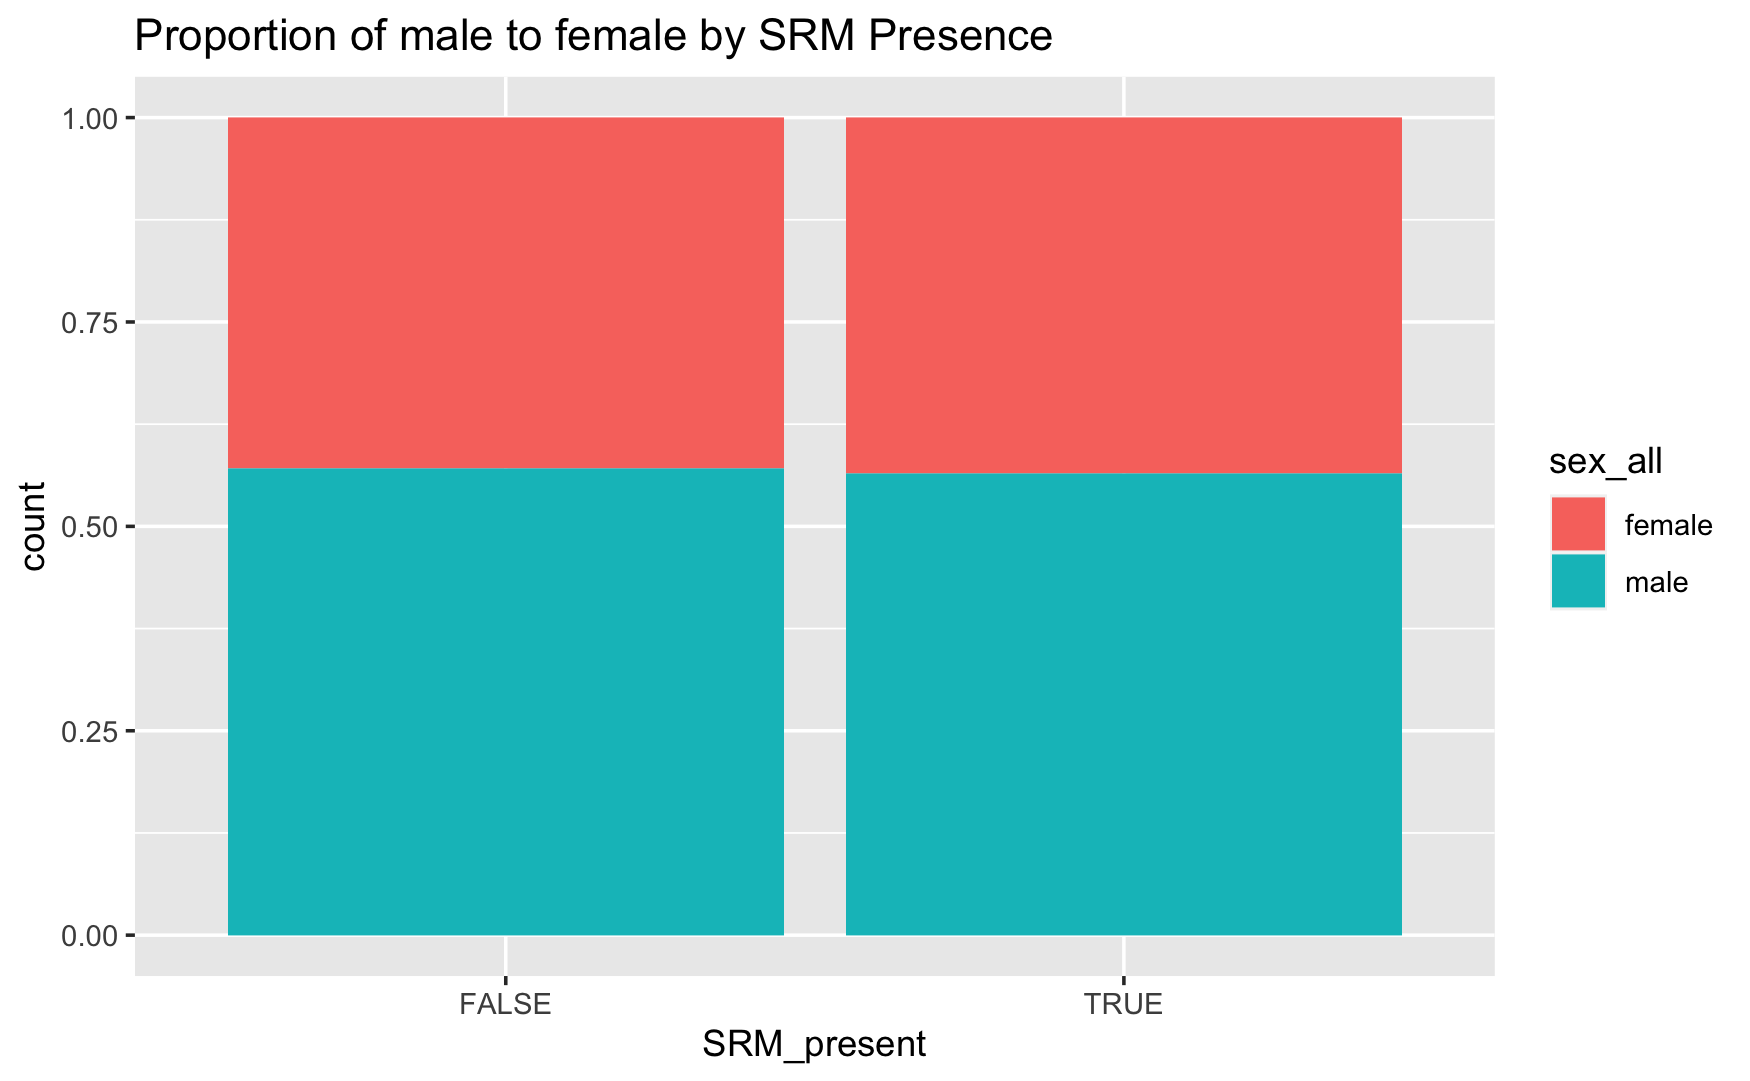 Proportion of male to female by SRM Presence
1.00
0.75
0.50
0.25
0.00
count
FALSE
TRUE
SRM_present
sex_all
female
male